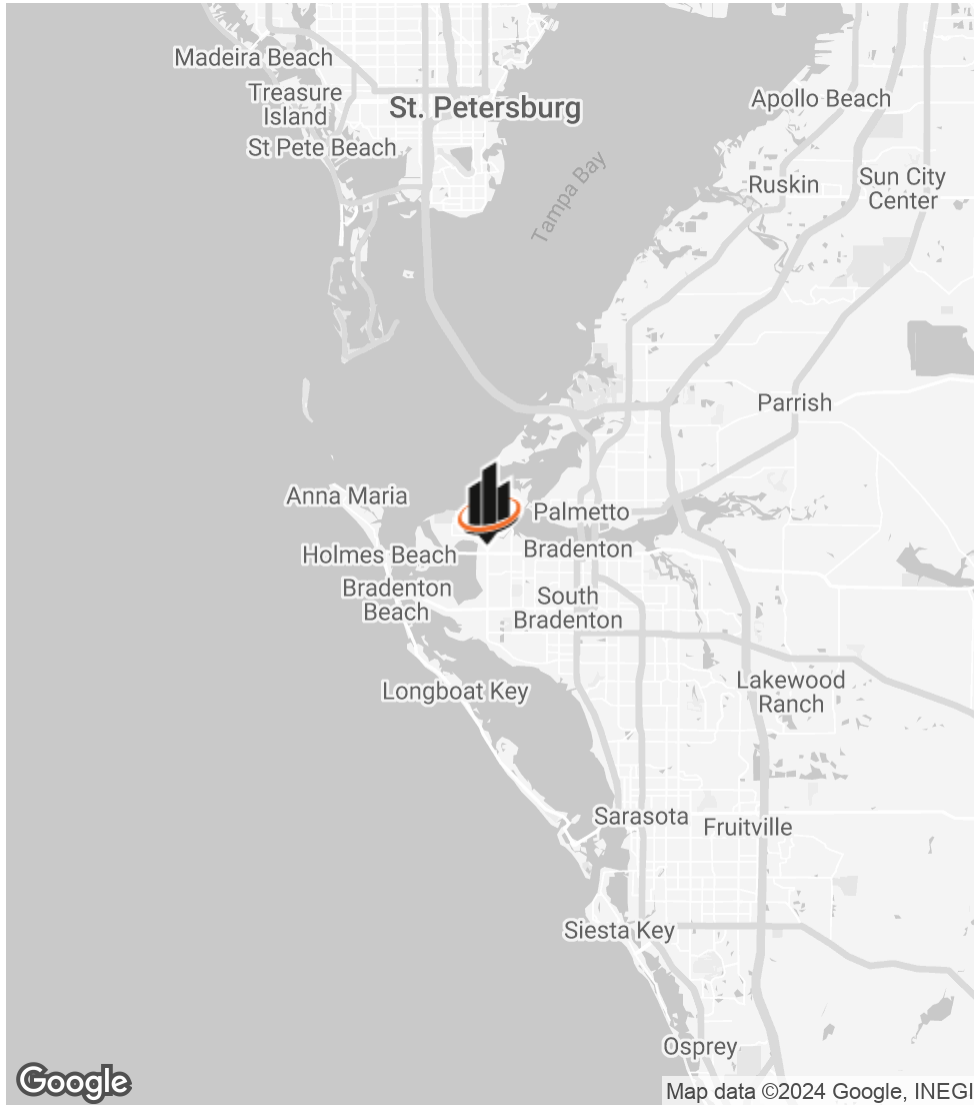 Madeira Beach
Treasure
Island
St. Petersburg
Apollo Beach
St Pete Beach
Tampa Bay
Ruskin
Sun City
Center
Parrish
Anna Maria
Palmetto
Holmes Beach
Bradenton
Bradenton
Beach
South
Bradenton
Longboat Key
Lakewood
Ranch
Sarasota
Fruitville
Siesta Key
Osprey
Google
Map data ©2024 Google, INEGI